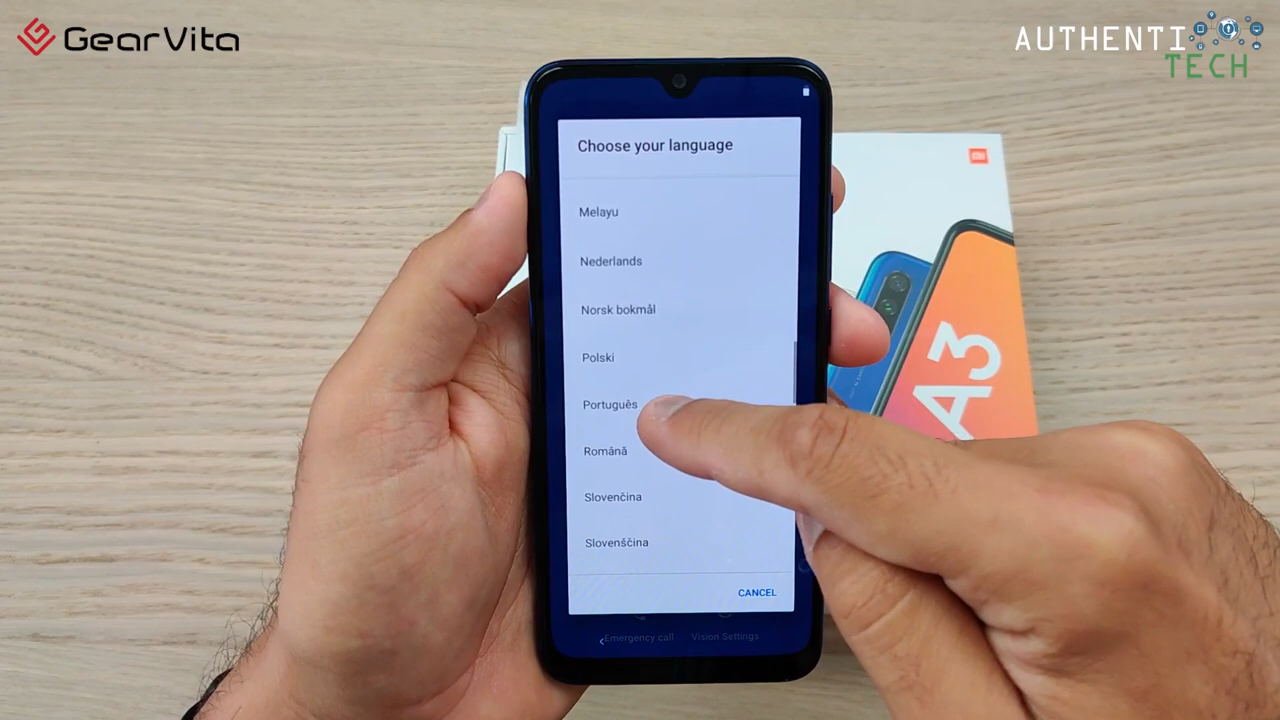 GearVita
AUTHENTI
TECH
Choose your language
Melayu
Nederlands
Norsk bokmål
Polski
Português
Română
Slovenčina
Slovenščina
CANCEL
Emergency call
Vision Settings
A3